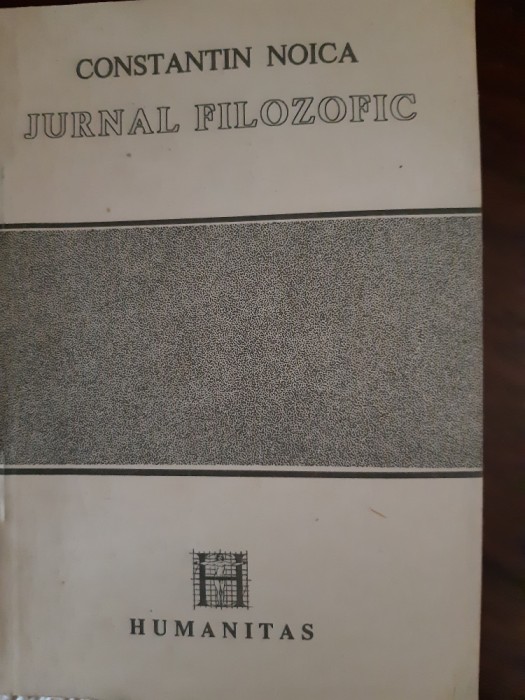 CONSTANTIN NOICA
JURNAL FILOZOFIC
H
HUMANITAS